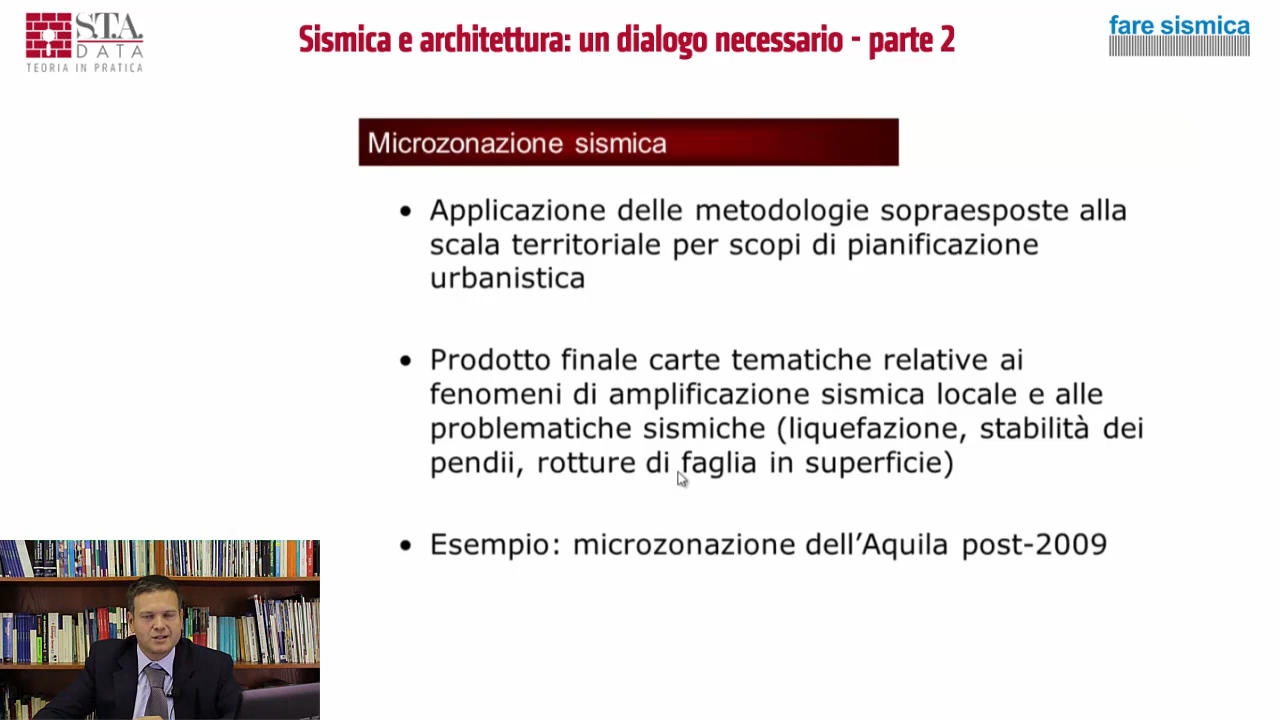 S.T.A.
DATA
TEORIA IN PRATICA
Sismica e architettura: un dialogo necessario - parte 2
fare sismica
Microzonazione sismica
• Applicazione delle metodologie sopraesposte alla
scala territoriale per scopi di pianificazione
urbanistica
• Prodotto finale carte tematiche relative ai
fenomeni di amplificazione sismica locale e alle
problematiche sismiche (liquefazione, stabilità dei
pendii, rotture di faglia in superficie)
• Esempio: microzonazione dell’Aquila post-2009